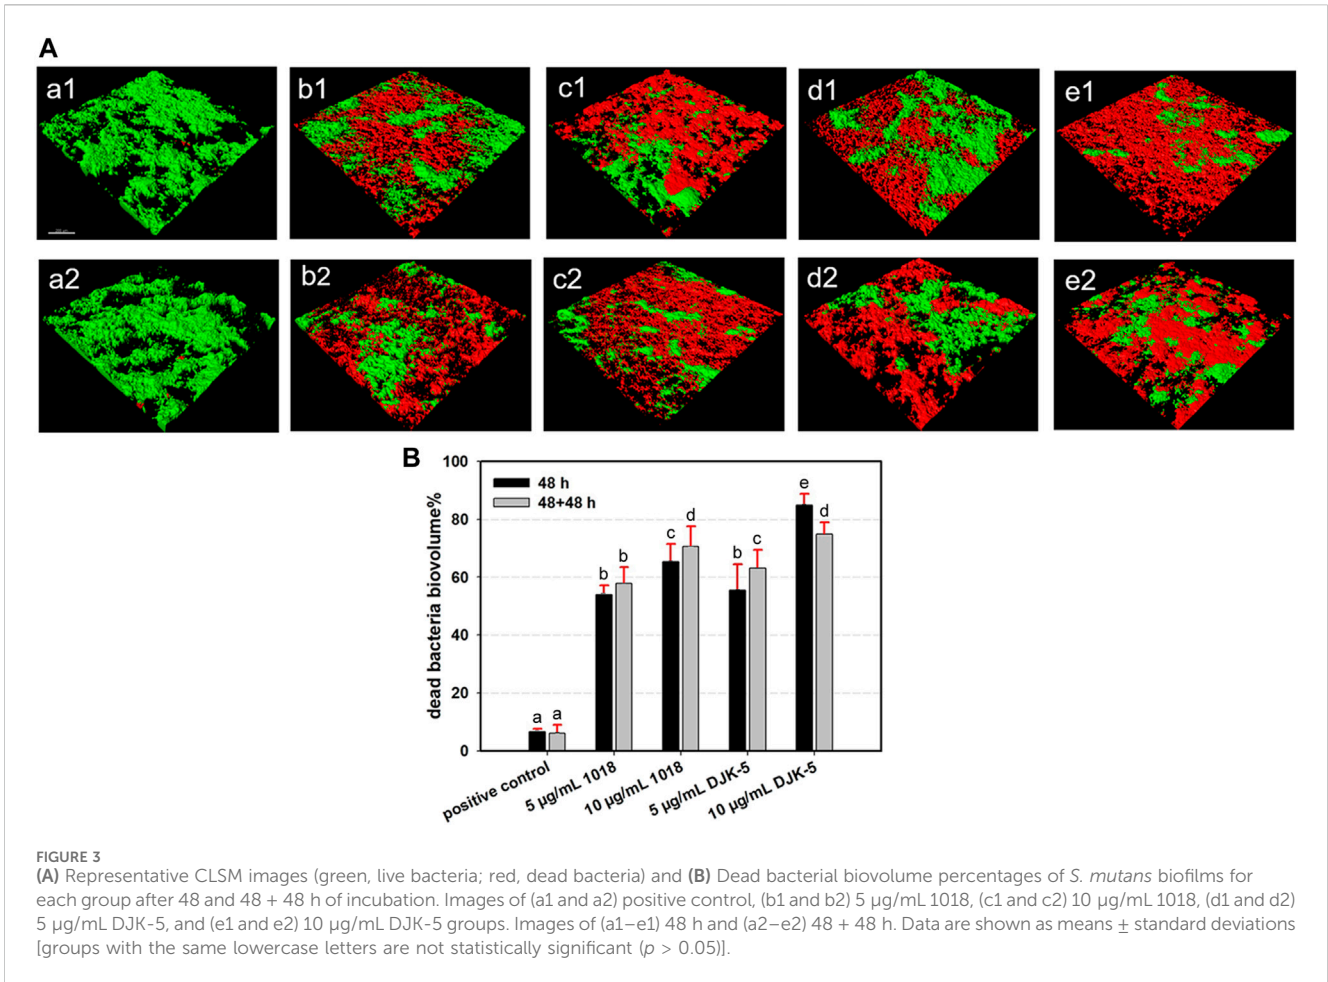 A
a1
b1
c1
d1
e1
a2
b2
c2
d2
e2
B
dead bacteria biovolume%
100
80
60
40
20
0
48 h
48+48 h
a
a
b
b
c
d
b
c
e
d
positive control
5 µg/mL 1018
10 µg/mL 1018
5 µg/mL DJK-5
10 µg/mL DJK-5
FIGURE 3
(A) Representative CLSM images (green, live bacteria; red, dead bacteria) and (B) Dead bacterial biovolume percentages of S. mutans biofilms for
each group after 48 and 48 + 48 h of incubation. Images of (a1 and a2) positive control, (b1 and b2) 5 µg/mL 1018, (c1 and c2) 10 µg/mL 1018, (d1 and d2)
5 µg/mL DJK-5, and (e1 and e2) 10 µg/mL DJK-5 groups. Images of (a1–e1) 48 h and (a2–e2) 48 + 48 h. Data are shown as means ± standard deviations
[groups with the same lowercase letters are not statistically significant (p > 0.05)].